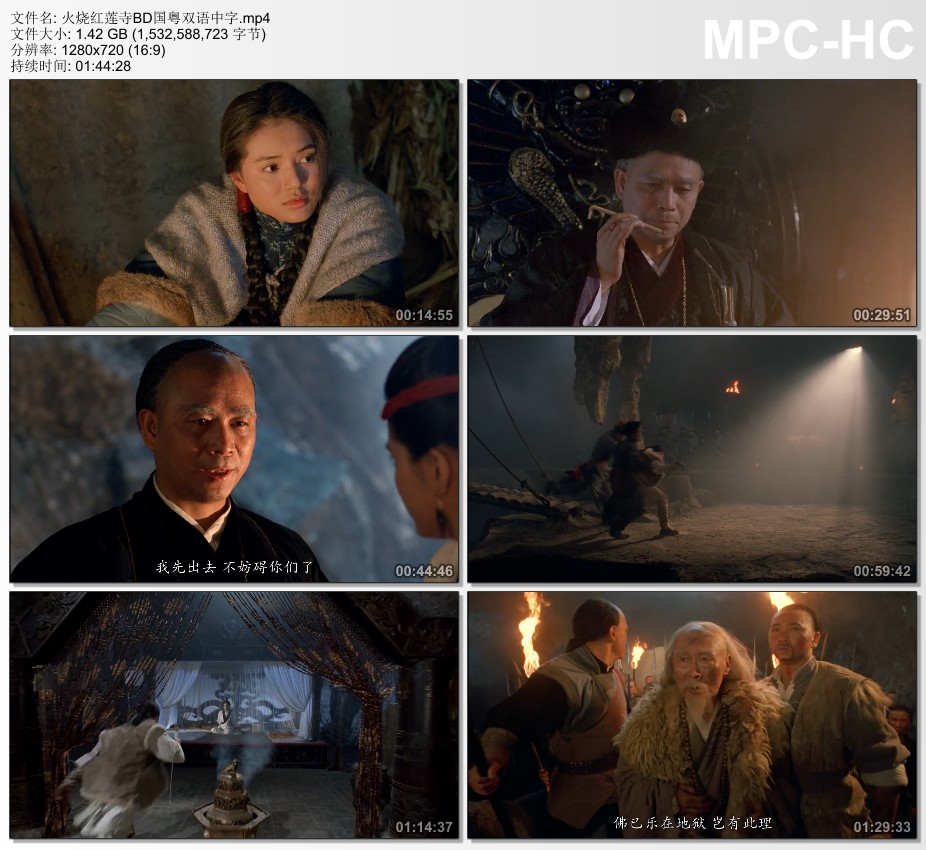 文件名: 火烧红莲寺BD国粤双语中字.mp4
文件大小: 1.42 GB (1,532,588,723 字节)
分辨率: 1280x720 (16:9)
持续时间: 01:44:28
MPC-HC
00:14:55
00:29:51
我先出去 不妨碍你们了
00:44:46
00:59:42
01:14:37
佛已乐在地狱 岂有此理
01:29:33